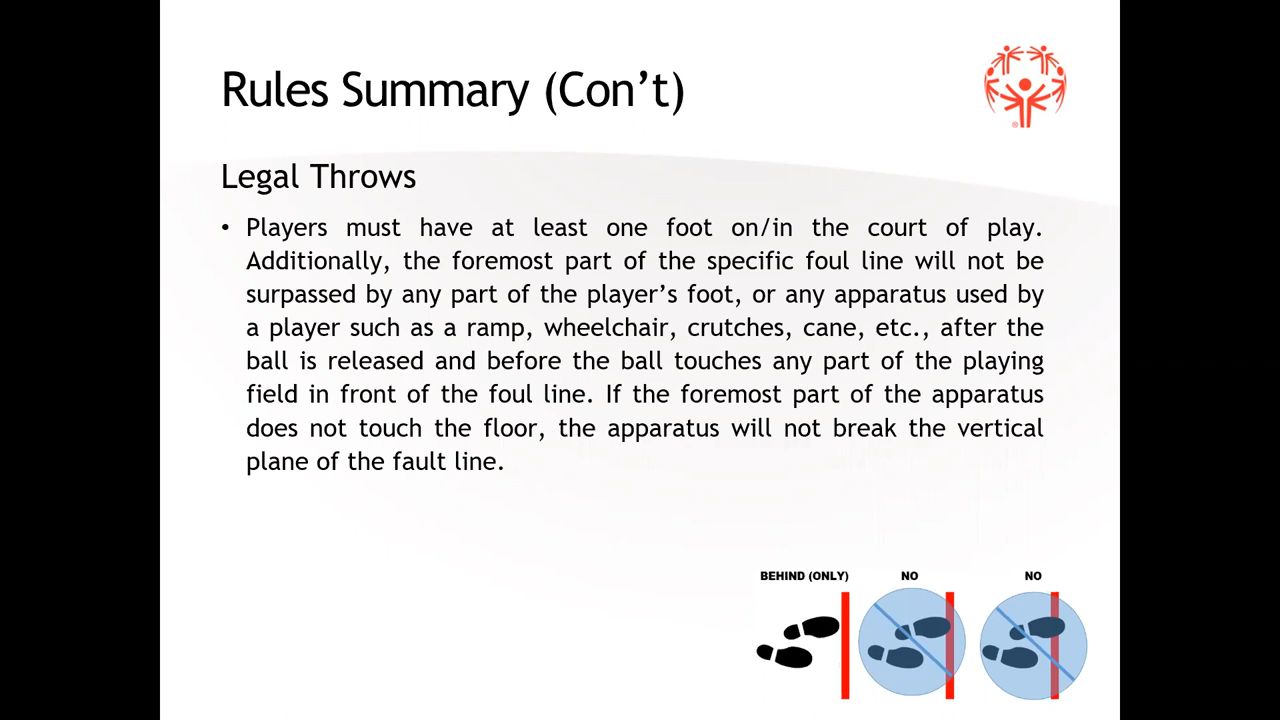 Rules Summary (Con’t)
Legal Throws
• Players must have at least one foot on/in the court of play.
Additionally, the foremost part of the specific foul line will not be
surpassed by any part of the player’s foot, or any apparatus used by
a player such as a ramp, wheelchair, crutches, cane, etc., after the
ball is released and before the ball touches any part of the playing
field in front of the foul line. If the foremost part of the apparatus
does not touch the floor, the apparatus will not break the vertical
plane of the fault line.
BEHIND (ONLY) NO NO
®